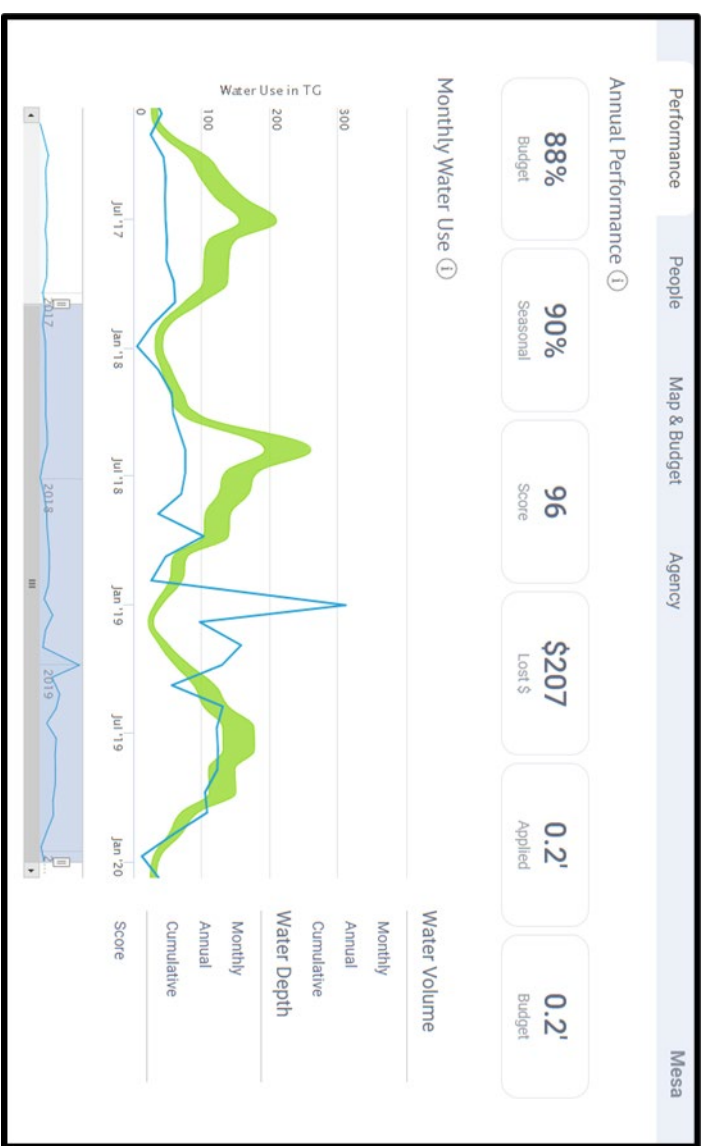 Performance
People
Map & Budget
Agency
Mesa
Annual Performance
88%
Budget
90%
Seasonal
96
Score
$207
Lost $
0.2'
Applied
0.2'
Budget
Monthly Water Use
Water Use in TG
300
200
100
0
Jul '17
Jan '18
Jul '18
Jan '19
Jul '19
Jan '20
2017
2018
2019
Water Volume
Monthly
Annual
Cumulative
Water Depth
Monthly
Annual
Cumulative
Score